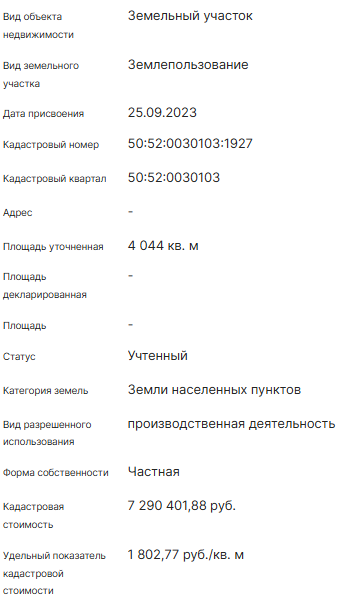 Вид объекта Земельный участок
недвижимости
Вид земельного Землепользование
участка
Дата присвоения 25.09.2023
Кадастровый номер 50:52:0030103:1927
Кадастровый квартал 50:52:0030103
Адрес -
Площадь уточненная 4 044 кв. м
Площадь -
декларированная
Площадь -
Статус Учтенный
Категория земель Земли населенных пунктов
Вид разрешенного производственная деятельность
использования
Форма собственности Частная
Кадастровая 7 290 401,88 руб.
стоимость
Удельный показатель 1 802,77 руб./кв. м
кадастровой
стоимости